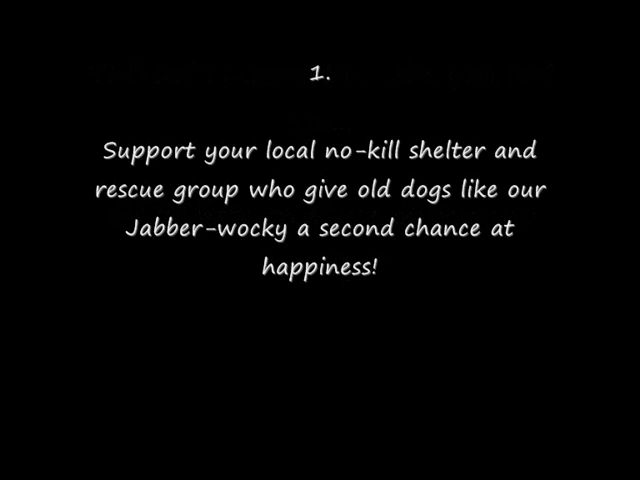 1.
Support your local no-kill shelter and
rescue group who give old dogs like our
Jabber-wocky a second chance at
happiness!